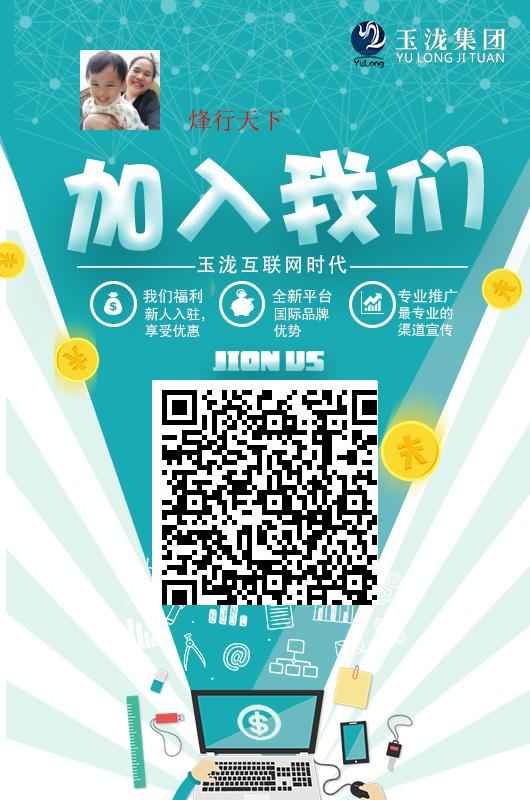 玉泷集团
YuLong
YU LONG JI TUAN
烽行天下
加入我们
玉泷互联网时代
我们福利
新人入驻，
享受优惠
全新平台
国际品牌
优势
专业推广
最专业的
渠道宣传
JION US